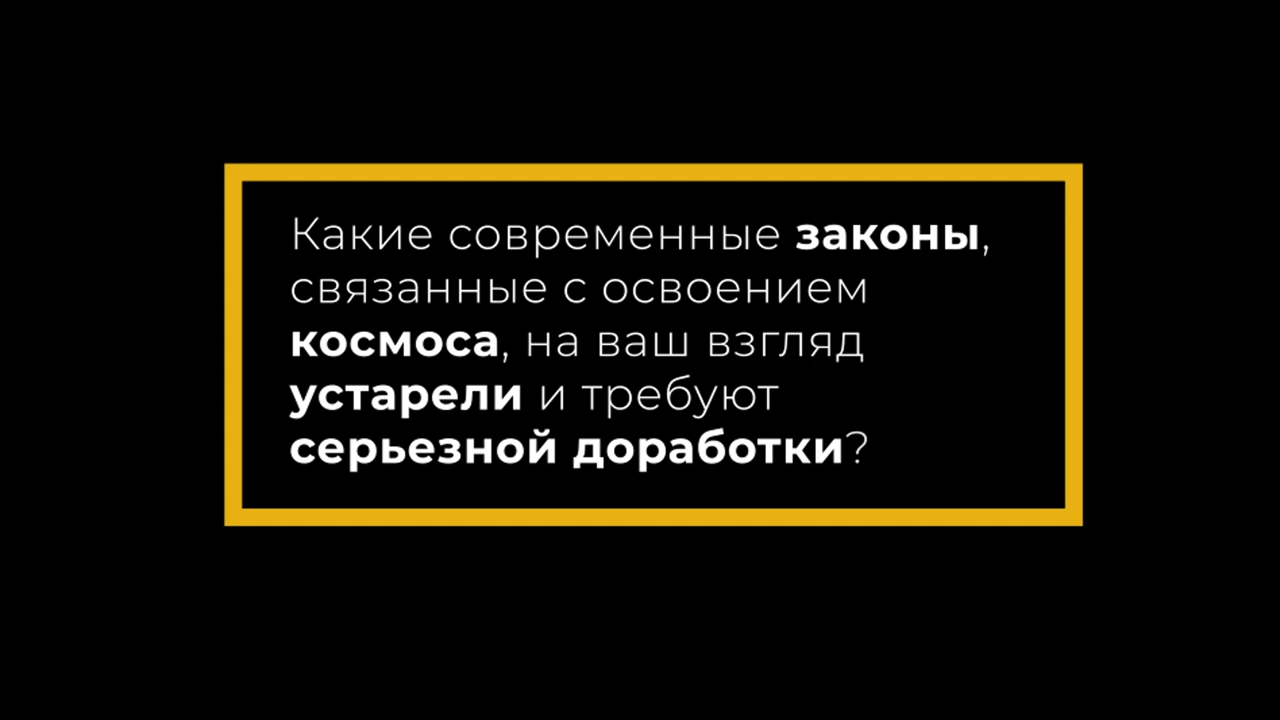 Какие современные законы,
связанные с освоением
космоса, на ваш взгляд
устарели и требуют
серьезной доработки?